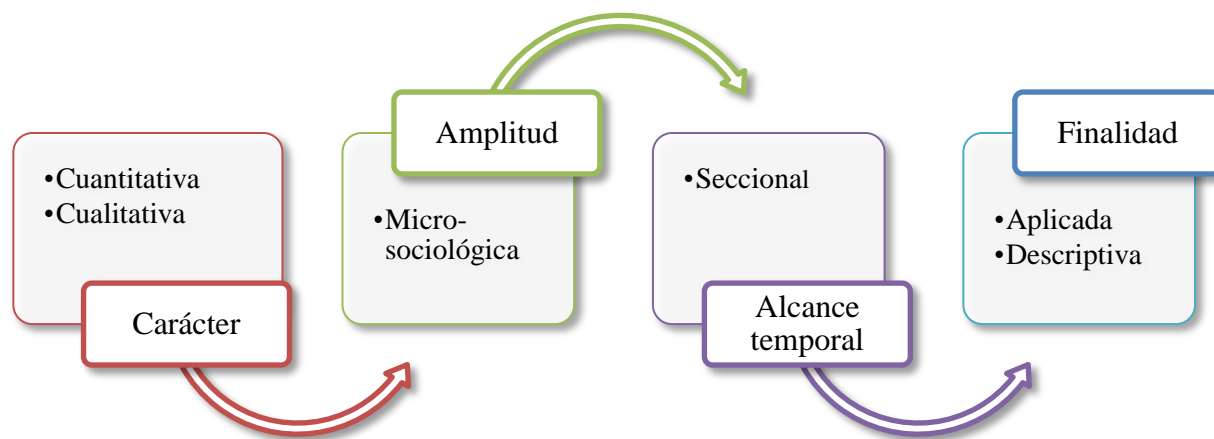 •Cuantitativa
•Cualitativa
Carácter
Amplitud
•Micro-
sociológica
•Seccional
Alcance
temporal
Finalidad
•Aplicada
•Descriptiva